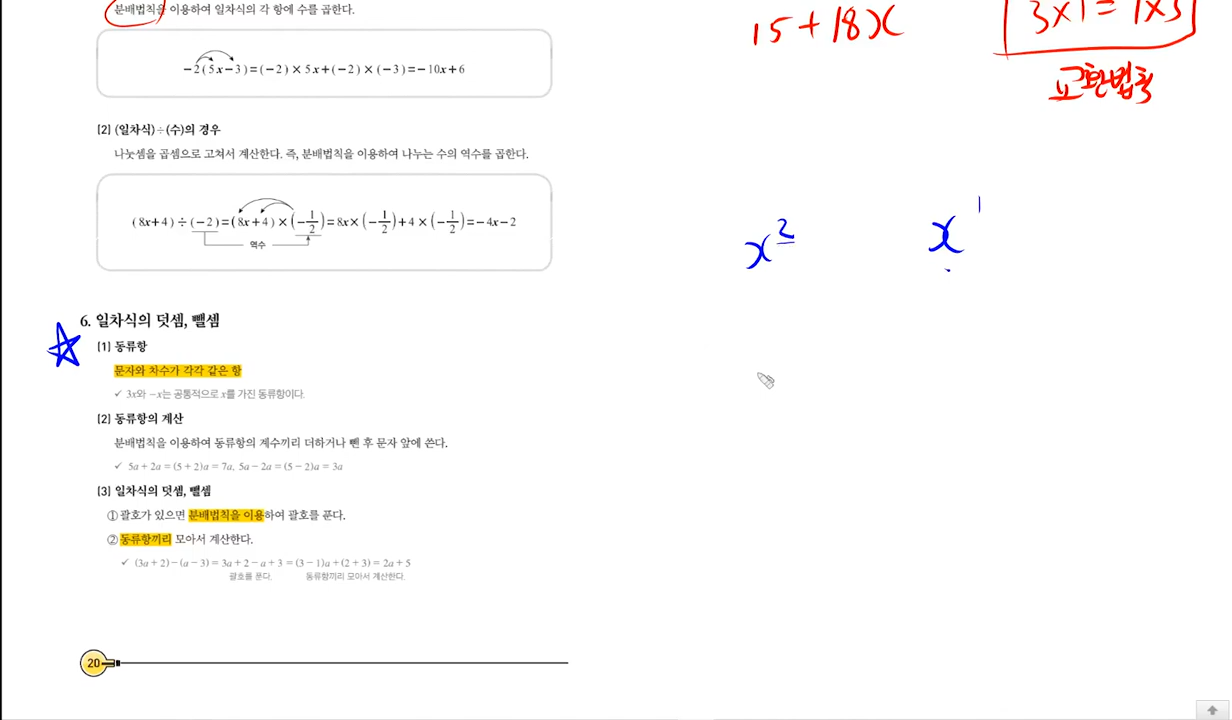 분배법칙을 이용하여 일차식의 각 항에 수를 곱한다.
-2(5x-3)=(-2)×5x+(-2)×(-3)=-10x+6
[2] (일차식)÷(수)의 경우
나눗셈을 곱셈으로 고쳐서 계산한다. 즉, 분배법칙을 이용하여 나누는 수의 역수를 곱한다.
(8x+4)÷(-2)=(8x+4)×(-1/2)=8x×(-1/2)+4×(-1/2)=-4x-2
역수
6. 일차식의 덧셈, 뺄셈
[1] 동류항
문자와 차수가 각각 같은 항
✓ 3x와 -x는 공통적으로 x를 가진 동류항이다.
[2] 동류항의 계산
분배법칙을 이용하여 동류항의 계수끼리 더하거나 뺀 후 문자 앞에 쓴다.
✓ 5a+2a=(5+2)a=7a, 5a-2a=(5-2)a=3a
[3] 일차식의 덧셈, 뺄셈
① 괄호가 있으면 분배법칙을 이용하여 괄호를 푼다.
② 동류항끼리 모아서 계산한다.
✓ (3a+2)-(a-3)=3a+2-a+3=(3-1)a+(2+3)=2a+5
괄호를 푼다. 동류항끼리 모아서 계산한다.
20
15+18x
3×1=1×3
교환법칙
x² x¹